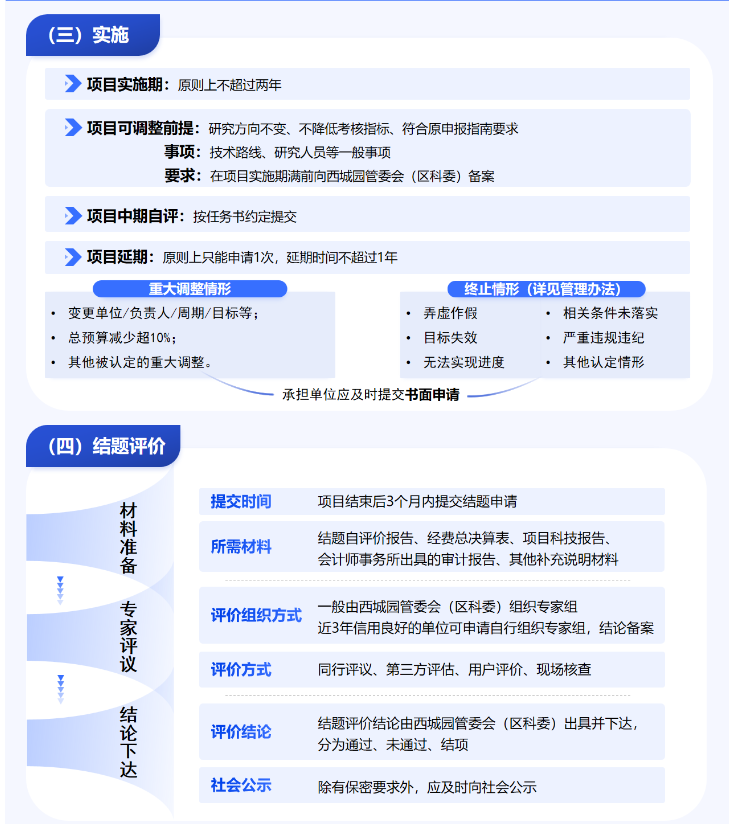 （三）实施
项目实施期：原则上不超过两年
项目可调整前提：研究方向不变、不降低考核指标、符合原申报指南要求
事项：技术路线、研究人员等一般事项
要求：在项目实施期满前向西城园管委会（区科委）备案
项目中期自评：按任务书约定提交
项目延期：原则上只能申请1次，延期时间不超过1年
重大调整情形
• 变更单位/负责人/周期/目标等；
• 总预算减少超10%；
• 其他被认定的重大调整。
终止情形（详见管理办法）
• 弄虚作假 • 相关条件未落实
• 目标失效 • 严重违规违纪
• 无法实现进度 • 其他认定情形
承担单位应及时提交书面申请
（四）结题评价
材料准备
提交时间 项目结束后3个月内提交结题申请
所需材料 结题自评价报告、经费总决算表、项目科技报告、
会计师事务所出具的审计报告、其他补充说明材料
专家评议
评价组织方式 一般由西城园管委会（区科委）组织专家组
近3年信用良好的单位可申请自行组织专家组，结论备案
评价方式 同行评议、第三方评估、用户评价、现场核查
结论下达
评价结论 结题评价结论由西城园管委会（区科委）出具并下达，
分为通过、未通过、结项
社会公示 除有保密要求外，应及时向社会公示